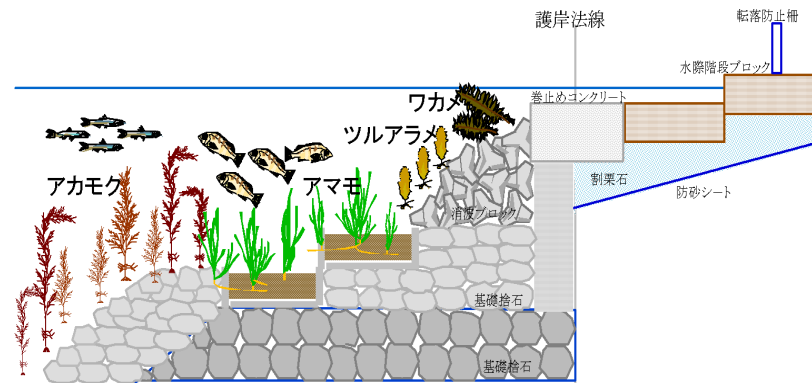 護岸法線
転落防止柵
水際階段ブロック
巻止めコンクリート
ワカメ
ツルアラメ
アカモク
アマモ
割栗石
防砂シート
消波ブロック
基礎捨石
基礎捨石